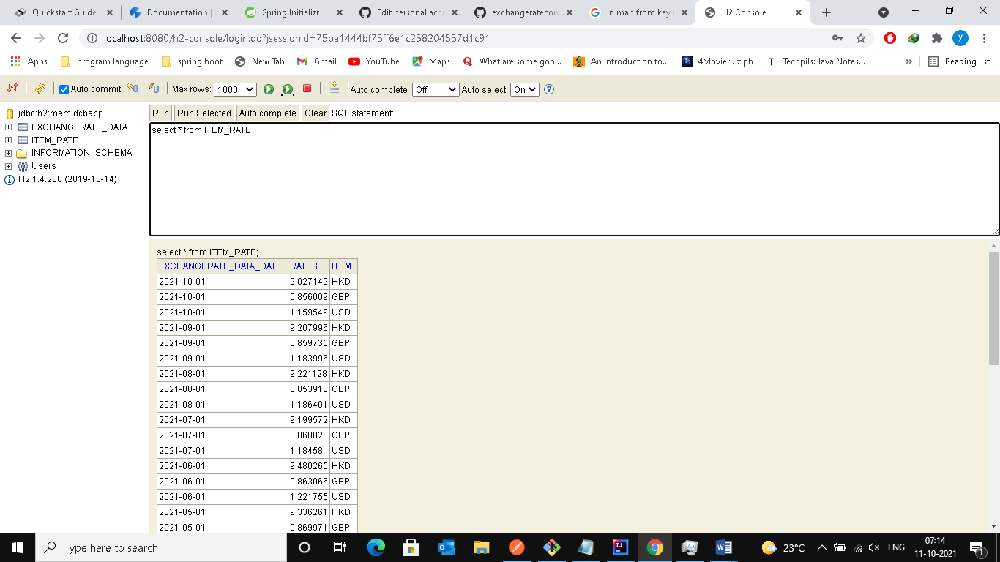 Quickstart Guide
Documentation
Spring Initializr
Edit personal acc
exchangeratecon
in map from key
H2 Console
localhost:8080/h2-console/login.do?jsessionid=75ba1444bf75ff6e1c258204557d1c91
y
Apps
program language
spring boot
New Tab
Gmail
YouTube
Maps
What are some goo...
An Introduction to...
4Movierulz.ph
Techpils: Java Notes...
»
Reading list
Auto commit
Max rows:
1000
Auto complete
Off
Auto select
On
jdbc:h2:mem:dcbapp
EXCHANGERATE_DATA
ITEM_RATE
INFORMATION_SCHEMA
Users
H2 1.4.200 (2019-10-14)
Run
Run Selected
Auto complete
Clear
SQL statement:
select * from ITEM_RATE
select * from ITEM_RATE;
EXCHANGERATE_DATA_DATE RATES ITEM
2021-10-01 9.027149 HKD
2021-10-01 0.856009 GBP
2021-10-01 1.159549 USD
2021-09-01 9.207996 HKD
2021-09-01 0.859735 GBP
2021-09-01 1.183996 USD
2021-08-01 9.221128 HKD
2021-08-01 0.853913 GBP
2021-08-01 1.186401 USD
2021-07-01 9.199572 HKD
2021-07-01 0.860828 GBP
2021-07-01 1.18458 USD
2021-06-01 9.480265 HKD
2021-06-01 0.863066 GBP
2021-06-01 1.221755 USD
2021-05-01 9.336261 HKD
2021-05-01 0.869971 GBP
Type here to search
23°C
ENG
07:14
11-10-2021
1